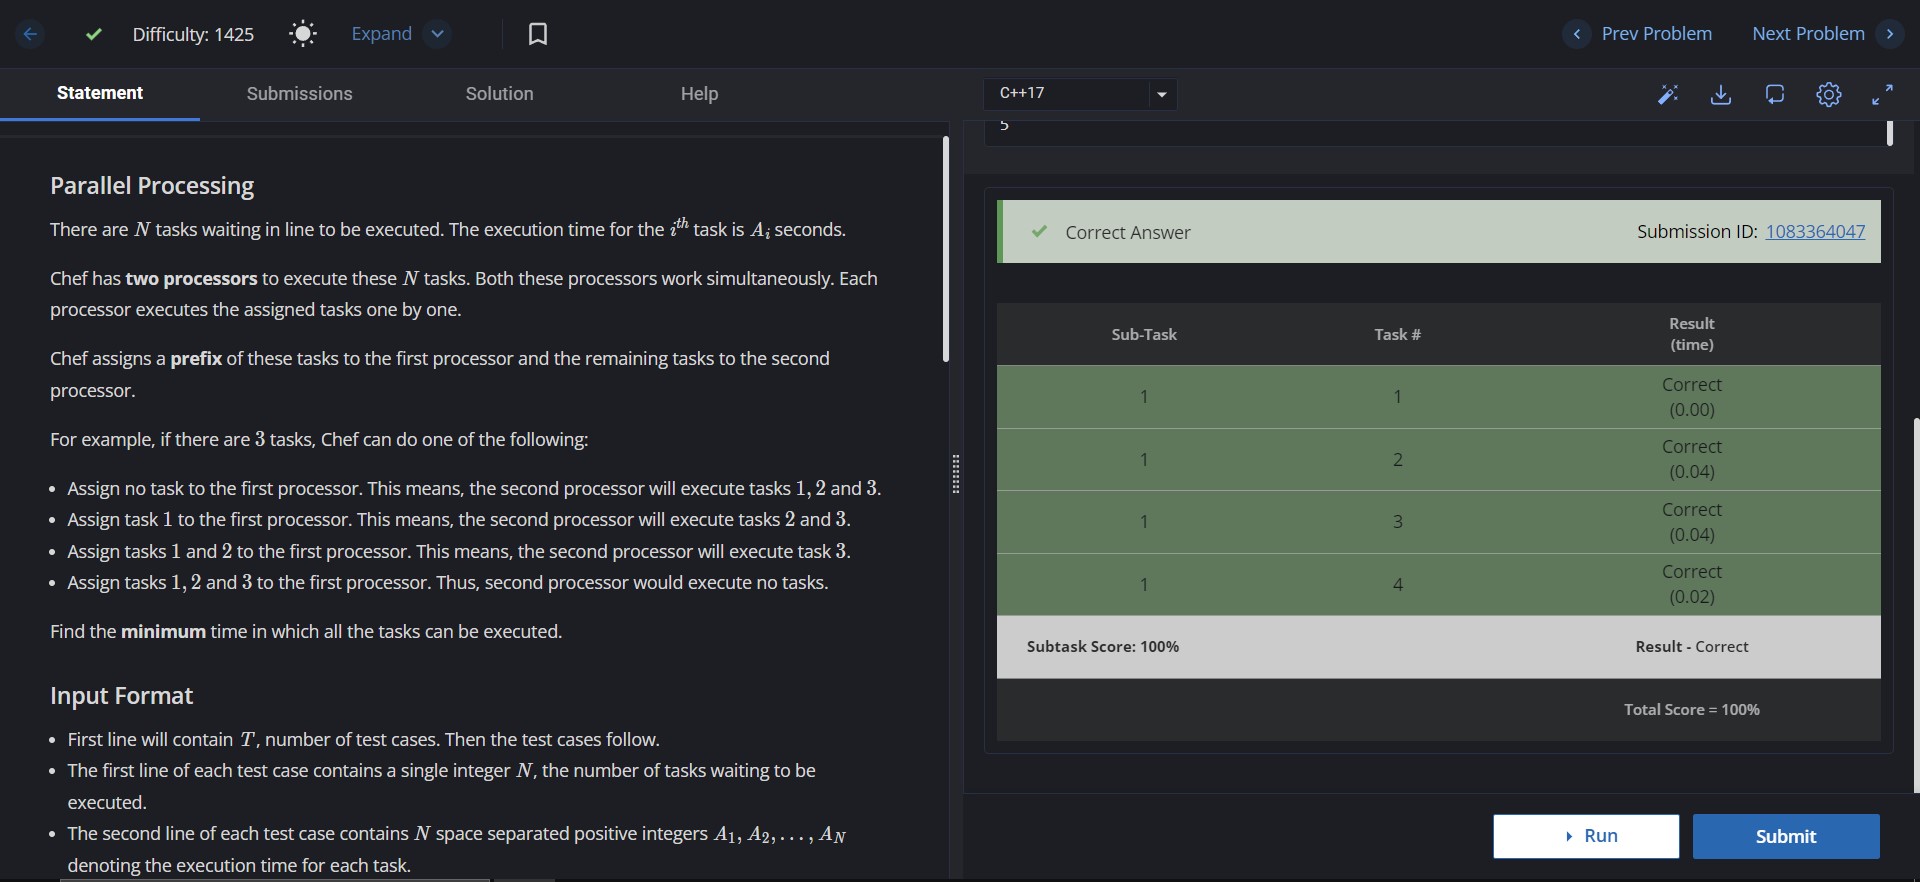 Difficulty: 1425
Expand
Prev Problem
Next Problem
Statement
Submissions
Solution
Help
C++17
5
Parallel Processing
There are N tasks waiting in line to be executed. The execution time for the i^th task is A_i seconds.
Chef has two processors to execute these N tasks. Both these processors work simultaneously. Each
processor executes the assigned tasks one by one.
Chef assigns a prefix of these tasks to the first processor and the remaining tasks to the second
processor.
For example, if there are 3 tasks, Chef can do one of the following:
• Assign no task to the first processor. This means, the second processor will execute tasks 1, 2 and 3.
• Assign task 1 to the first processor. This means, the second processor will execute tasks 2 and 3.
• Assign tasks 1 and 2 to the first processor. This means, the second processor will execute task 3.
• Assign tasks 1, 2 and 3 to the first processor. Thus, second processor would execute no tasks.
Find the minimum time in which all the tasks can be executed.
Input Format
• First line will contain T, number of test cases. Then the test cases follow.
• The first line of each test case contains a single integer N, the number of tasks waiting to be
executed.
• The second line of each test case contains N space separated positive integers A_1, A_2, . . . , A_N
denoting the execution time for each task.
Correct Answer
Submission ID: 1083364047
Sub-Task
Task #
Result
(time)
1
1
Correct
(0.00)
1
2
Correct
(0.04)
1
3
Correct
(0.04)
1
4
Correct
(0.02)
Subtask Score: 100%
Result - Correct
Total Score = 100%
Run
Submit